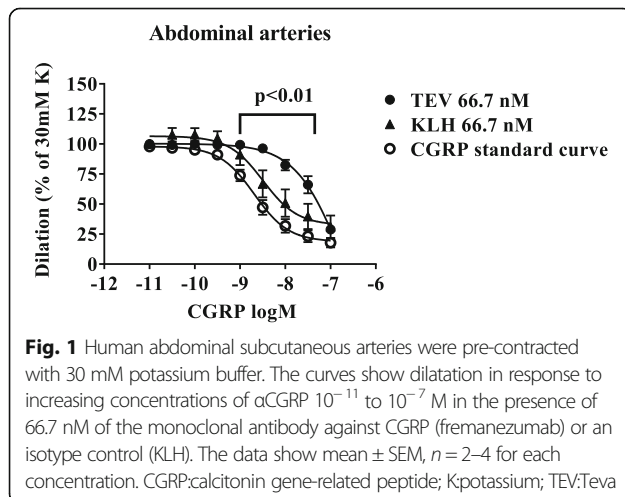 Abdominal arteries
p<0.01
150
125
100
75
50
25
0
Dilation (% of 30mM K)
-12 -11 -10 -9 -8 -7 -6
CGRP logM
TEV 66.7 nM
KLH 66.7 nM
CGRP standard curve
Fig. 1 Human abdominal subcutaneous arteries were pre-contracted
with 30 mM potassium buffer. The curves show dilatation in response to
increasing concentrations of αCGRP 10⁻¹¹ to 10⁻⁷ M in the presence of
66.7 nM of the monoclonal antibody against CGRP (fremanezumab) or an
isotype control (KLH). The data show mean ± SEM, n = 2–4 for each
concentration. CGRP:calcitonin gene-related peptide; K:potassium; TEV:Teva